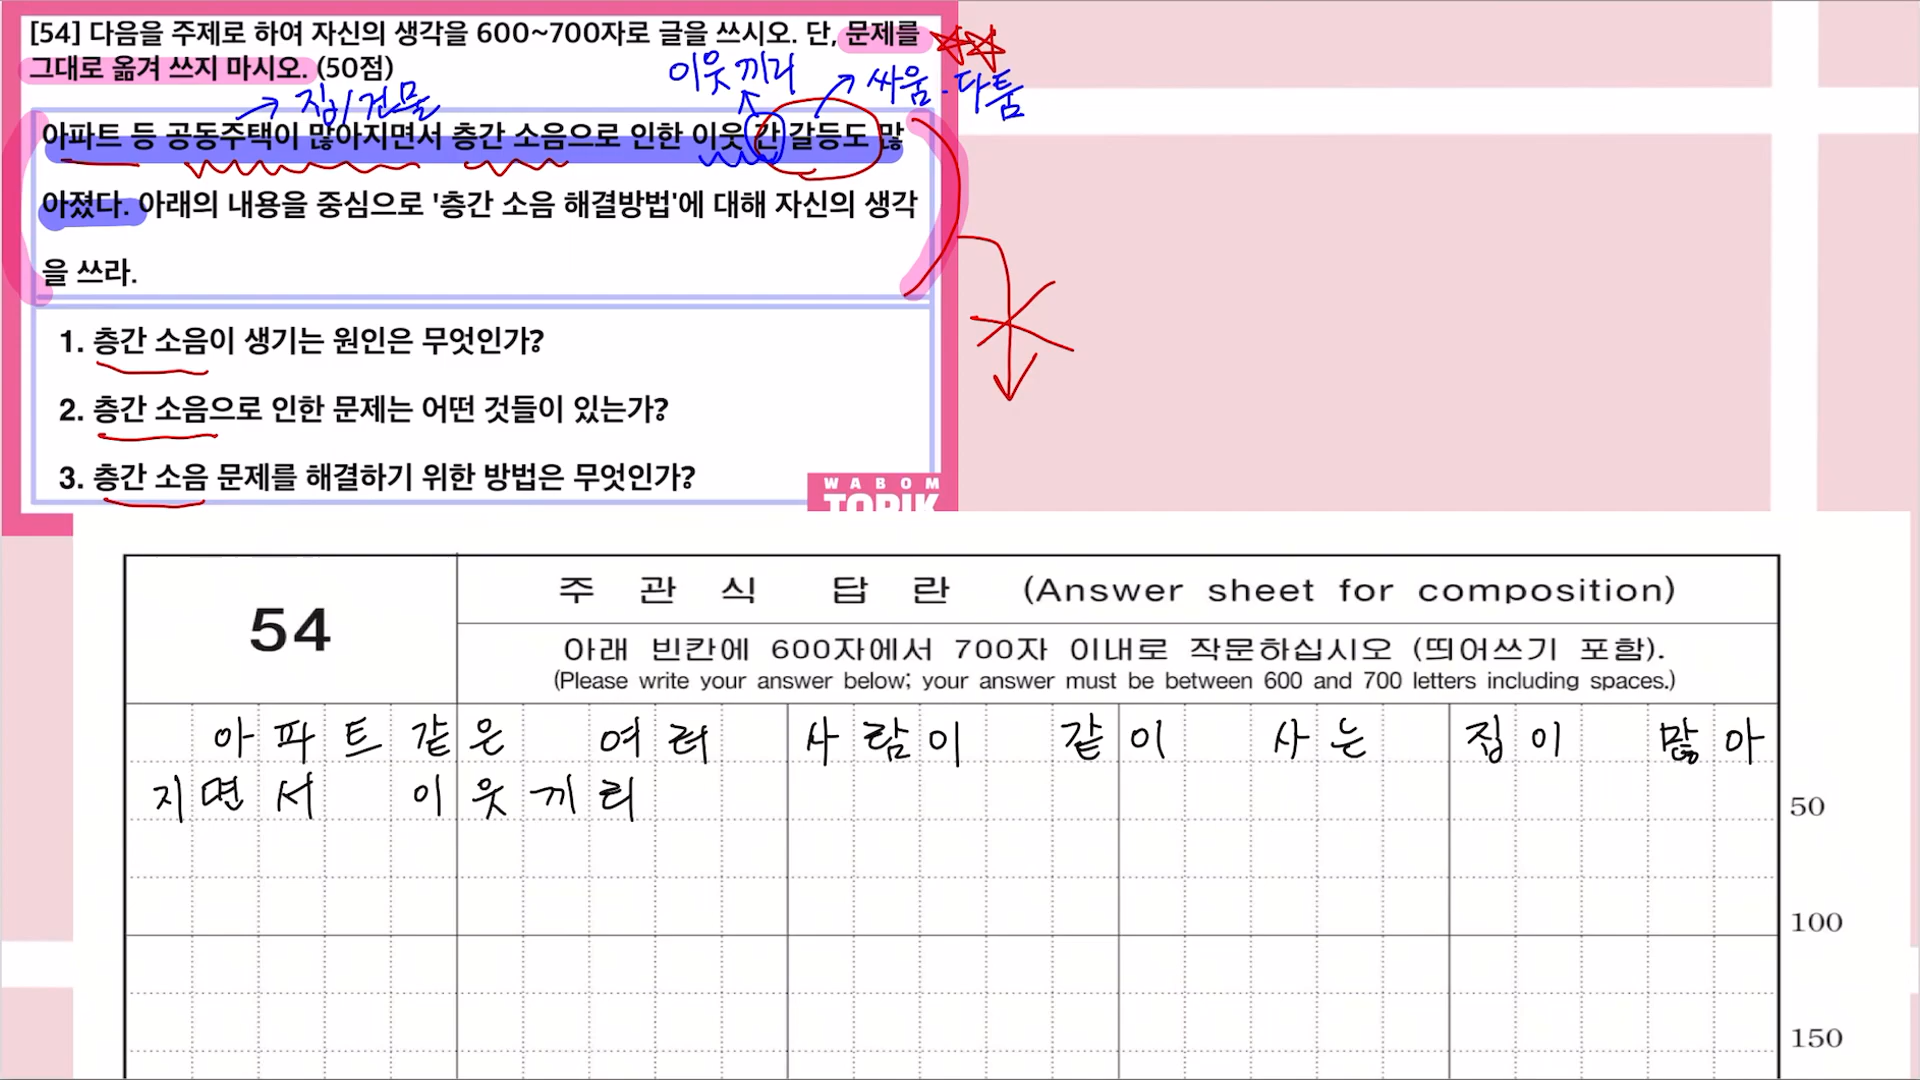 [54] 다음을 주제로 하여 자신의 생각을 600~700자로 글을 쓰시오. 단, 문제를
그대로 옮겨 쓰지 마시오. (50점)
이웃끼리
싸움. 다툼
집/건물
아파트 등 공동주택이 많아지면서 층간 소음으로 인한 이웃 간 갈등도 많
아졌다. 아래의 내용을 중심으로 '층간 소음 해결방법'에 대해 자신의 생각
을 쓰라.
1. 층간 소음이 생기는 원인은 무엇인가?
2. 층간 소음으로 인한 문제는 어떤 것들이 있는가?
3. 층간 소음 문제를 해결하기 위한 방법은 무엇인가?
WABOM
TOPIK
54
주 관 식 답 란 (Answer sheet for composition)
아래 빈칸에 600자에서 700자 이내로 작문하십시오 (띄어쓰기 포함).
(Please write your answer below; your answer must be between 600 and 700 letters including spaces.)
아파트같은 여러 사람이 같이 사는 집이 많아
지면서 이웃끼리
50
100
150